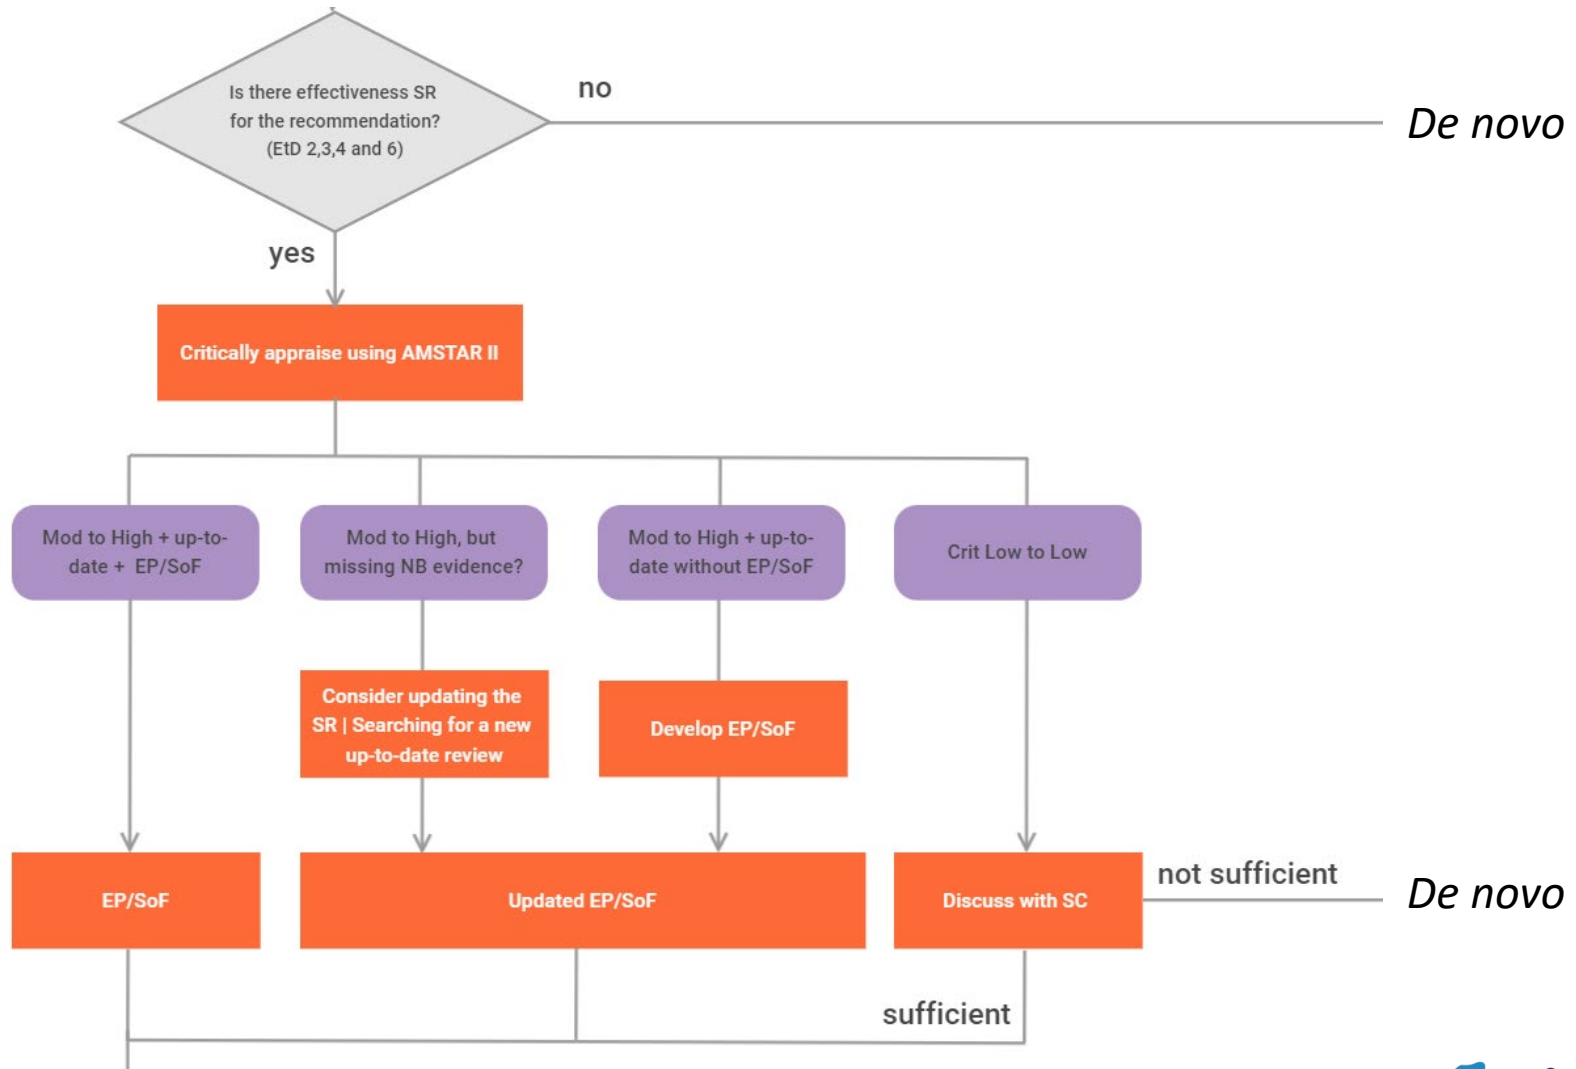 Is there effectiveness SR
for the recommendation?
(EtD 2,3,4 and 6)
no
De novo
yes
Critically appraise using AMSTAR II
Mod to High + up-to-
date + EP/SoF
Mod to High, but
missing NB evidence?
Mod to High + up-to-
date without EP/SoF
Crit Low to Low
Consider updating the
SR | Searching for a new
up-to-date review
Develop EP/SoF
EP/SoF
Updated EP/SoF
Discuss with SC
not sufficient
De novo
sufficient